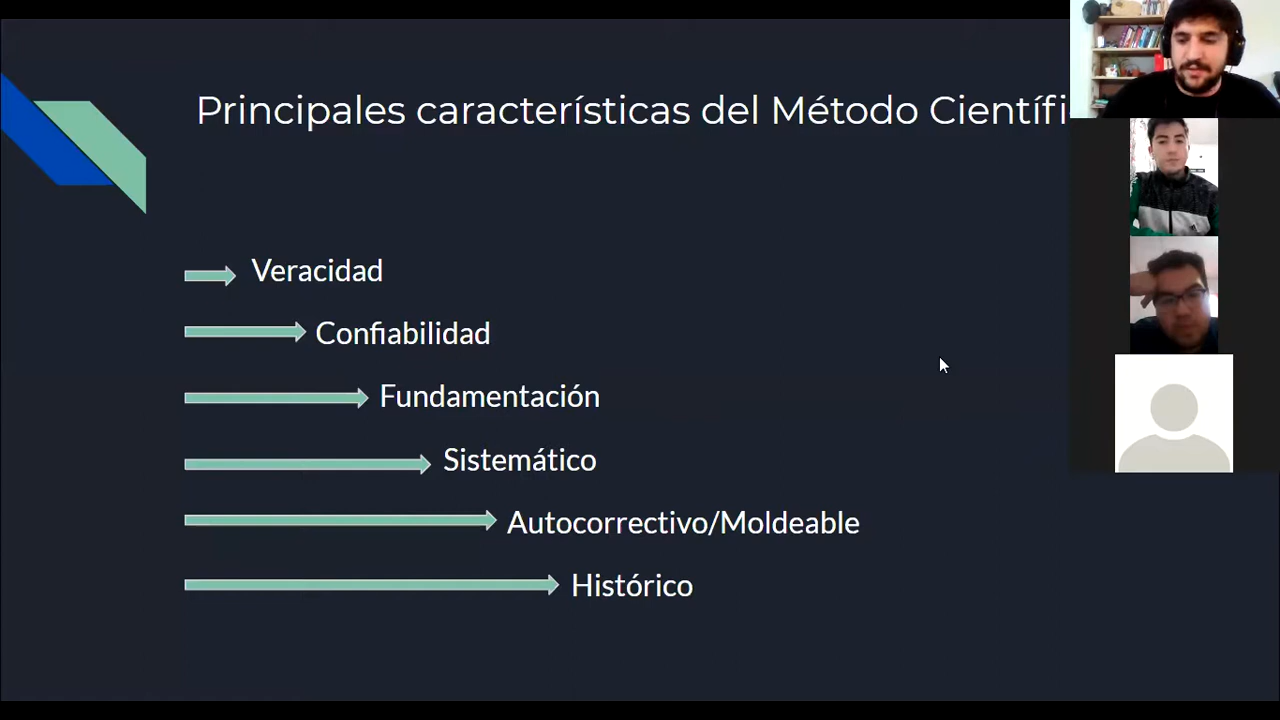 Principales características del Método Científi
Veracidad
Confiabilidad
Fundamentación
Sistemático
Autocorrectivo/Moldeable
Histórico